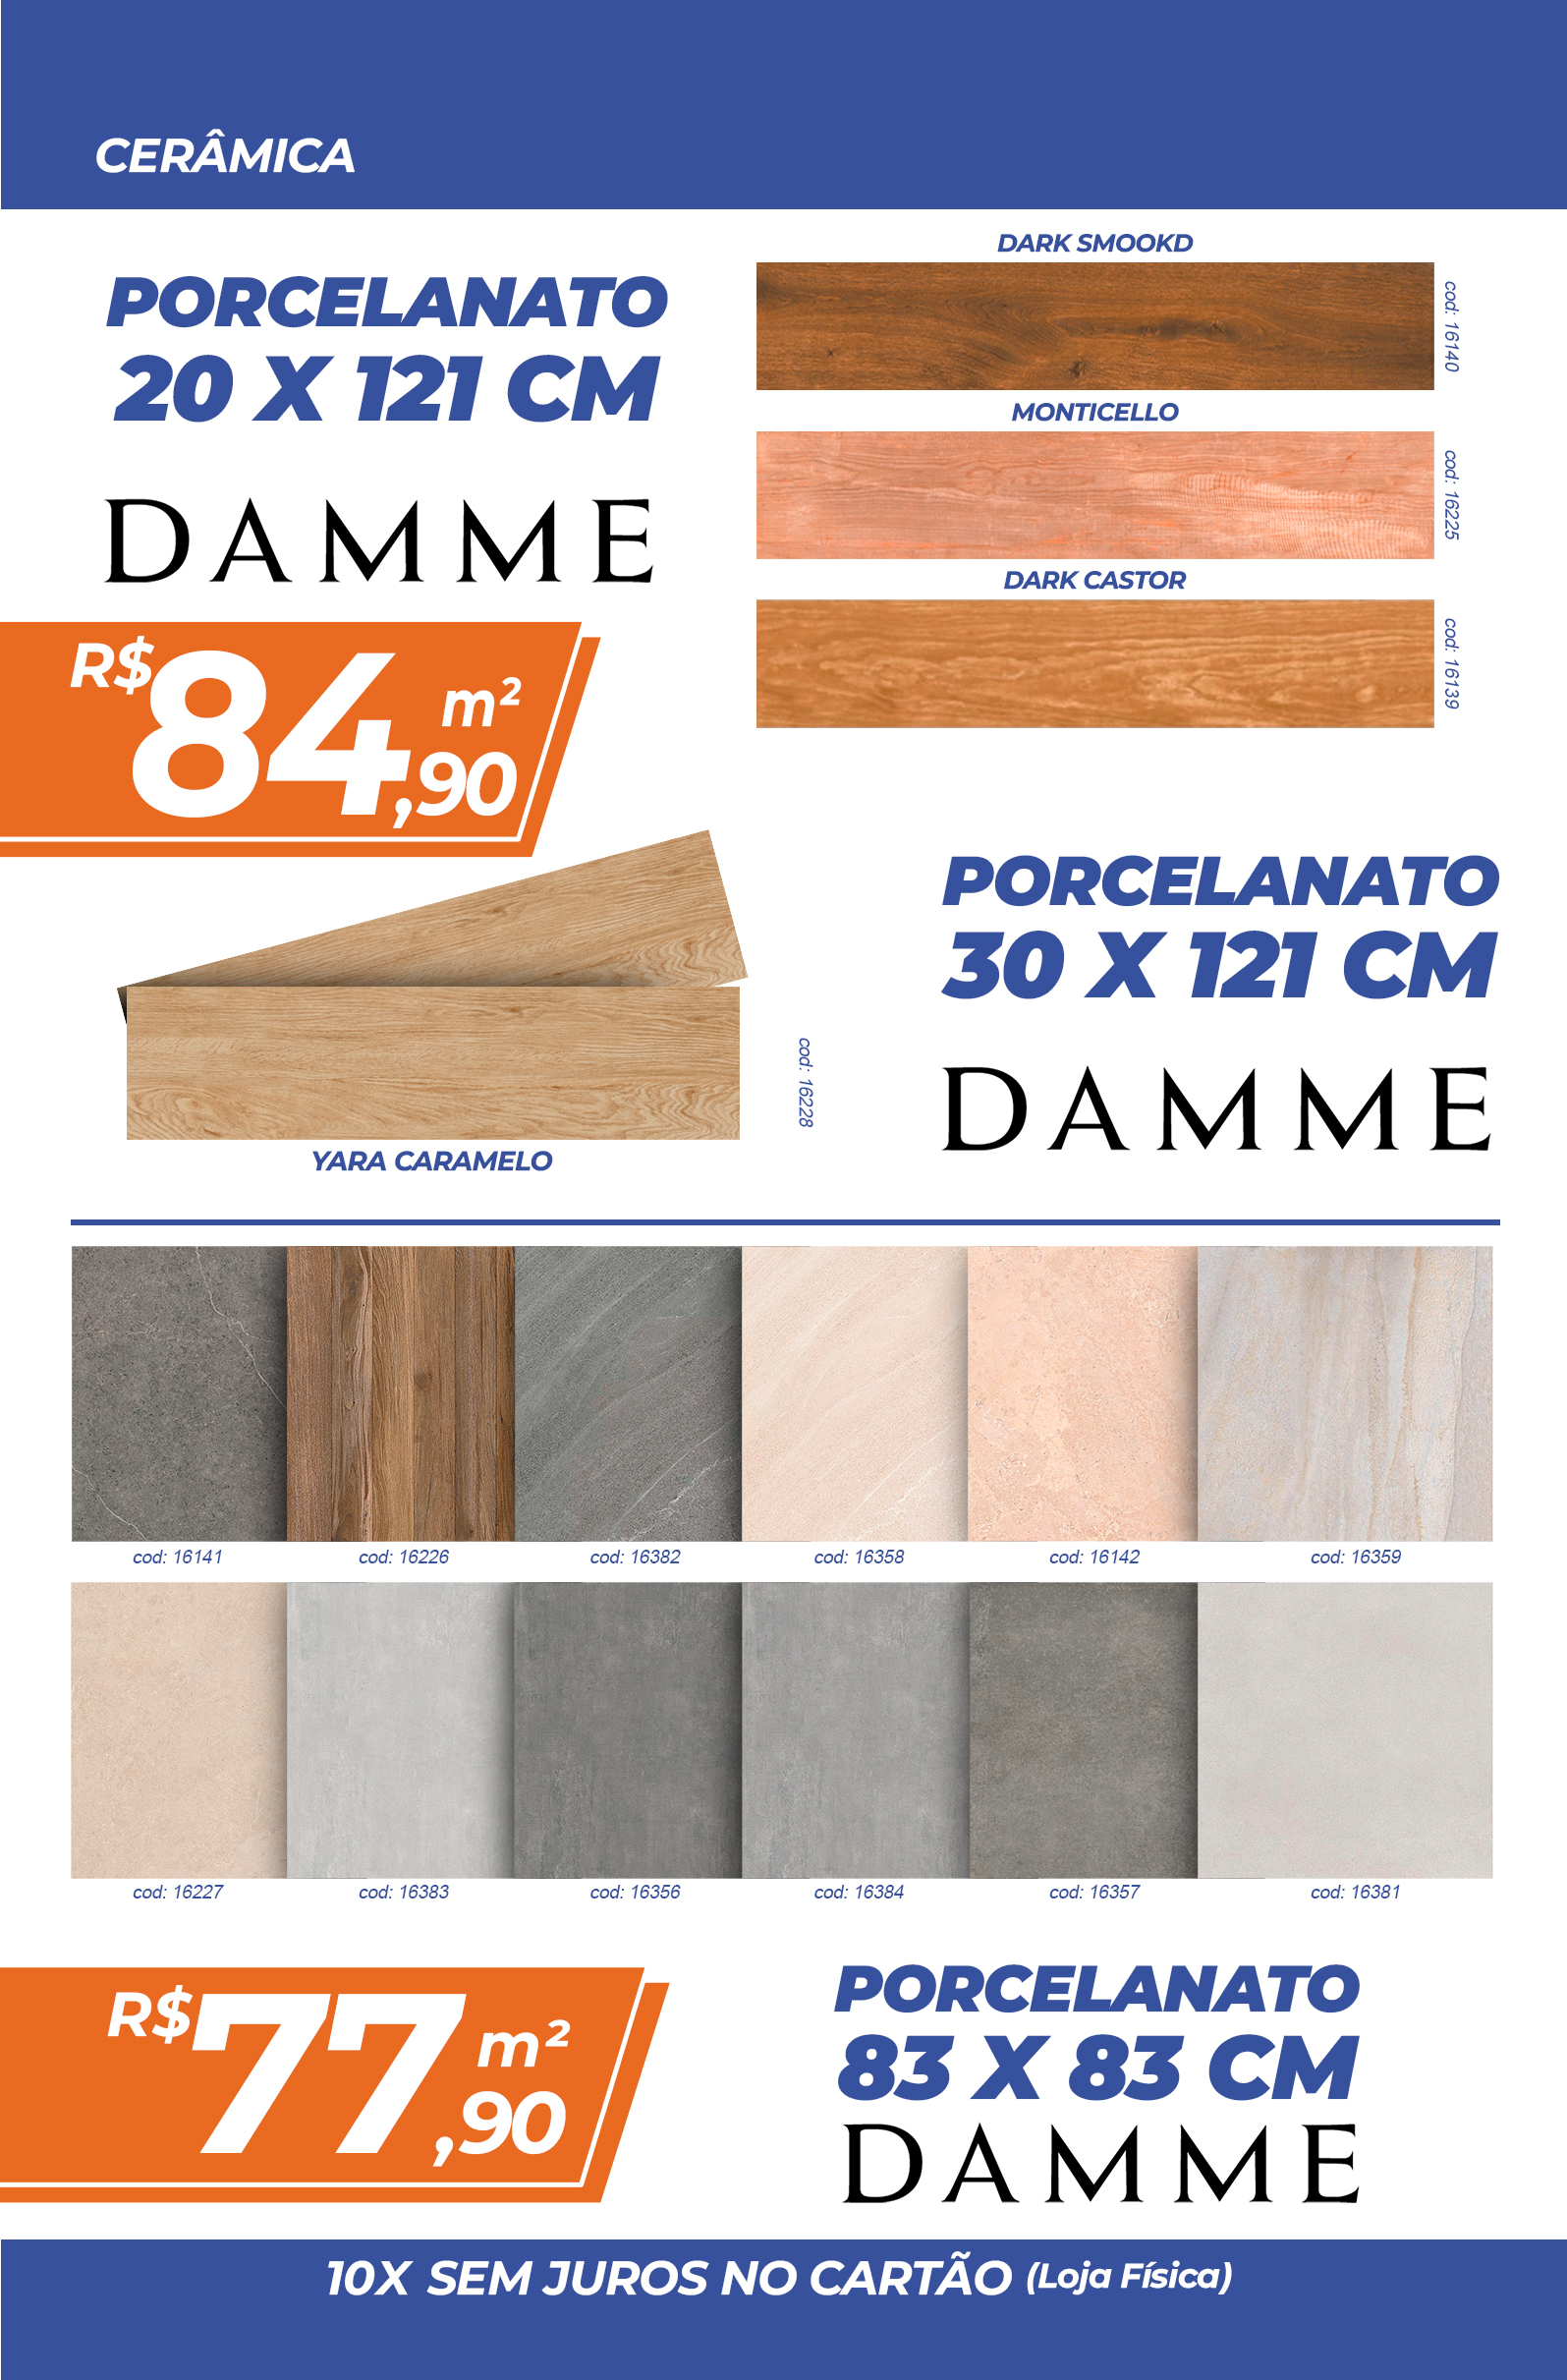 CERÂMICA
PORCELANATO
20 X 121 CM
DAMME
R$84,90 m²
DARK SMOOKD
cod: 16140
MONTICELLO
cod: 16225
DARK CASTOR
cod: 16139
PORCELANATO
30 X 121 CM
DAMME
cod: 16228
YARA CARAMELO
cod: 16141 cod: 16226 cod: 16382 cod: 16358 cod: 16142 cod: 16359
cod: 16227 cod: 16383 cod: 16356 cod: 16384 cod: 16357 cod: 16381
R$77,90 m²
PORCELANATO
83 X 83 CM
DAMME
10X SEM JUROS NO CARTÃO (Loja Física)